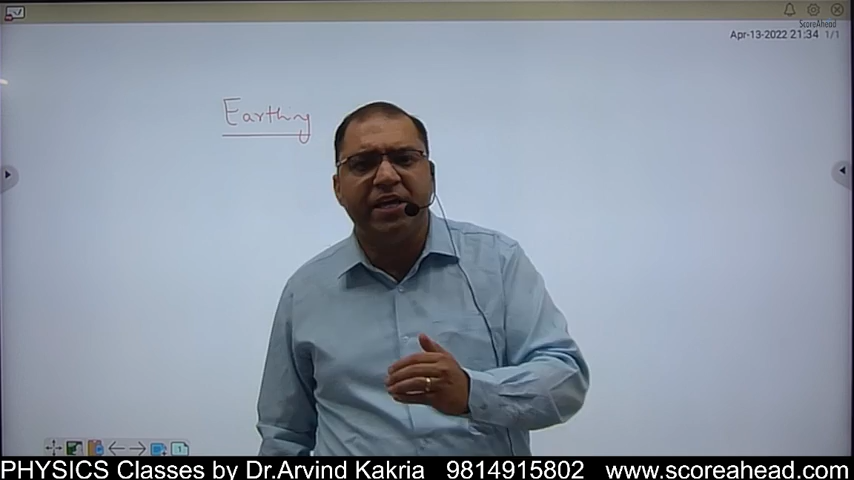 ScoreAhead
Apr-13-2022 21:34 1/1
Earthing
1
PHYSICS Classes by Dr.Arvind Kakria 9814915802 www.scoreahead.com